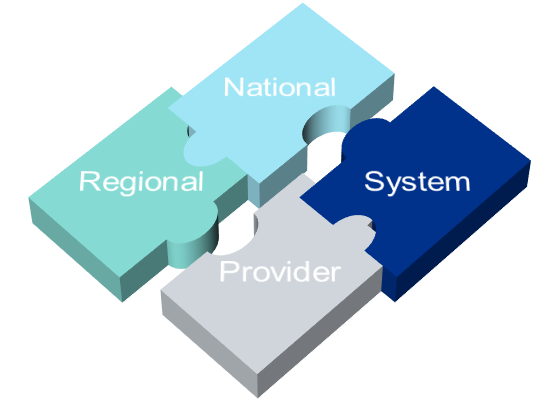 National
Regional
System
Provider